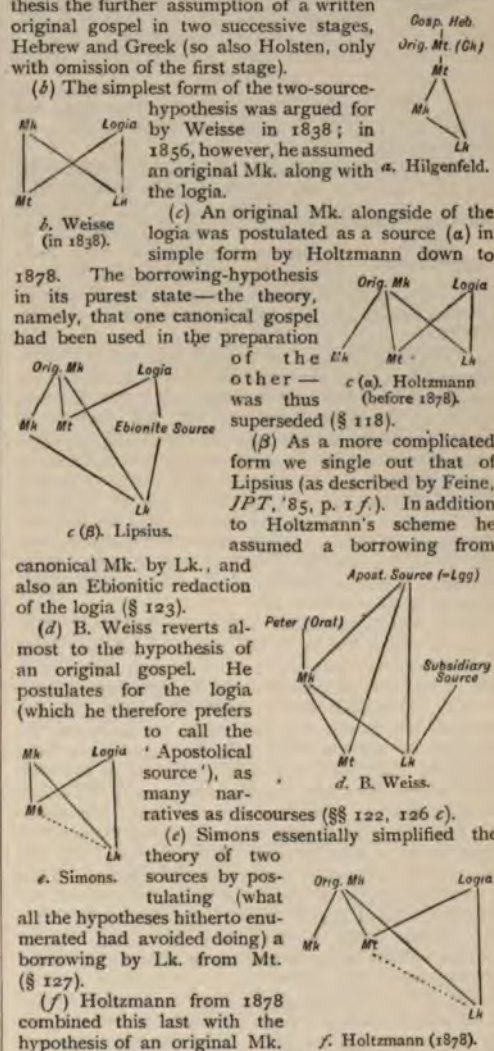 thesis the further assumption of a written
original gospel in two successive stages,
Hebrew and Greek (so also Holsten, only
with omission of the first stage).
Gosp. Heb.
Orig. Mt. (Gk)
Mt
Mk
Lk
a. Hilgenfeld.
(b) The simplest form of the two-source-
hypothesis was argued for
by Weisse in 1838; in
1856, however, he assumed
an original Mk. along with
the logia.
Mk Logia
Mt Lk
b. Weisse
(in 1838).
(c) An original Mk. alongside of the
logia was postulated as a source (α) in
simple form by Holtzmann down to
1878. The borrowing-hypothesis
in its purest state—the theory,
namely, that one canonical gospel
had been used in the preparation
of the
other—
was thus
superseded (§ 118).
Orig. Mk Logia
Mk Mt Lk
c (α). Holtzmann
(before 1878).
Orig. Mk Logia
Mk Mt Ebionite Source
Lk
c (β). Lipsius.
(β) As a more complicated
form we single out that of
Lipsius (as described by Feine,
JPT, '85, p. 1 f.). In addition
to Holtzmann's scheme he
assumed a borrowing from
canonical Mk. by Lk., and
also an Ebionitic redaction
of the logia (§ 123).
(d) B. Weiss reverts al-
most to the hypothesis of
an original gospel. He
postulates for the logia
(which he therefore prefers
to call the
'Apostolical
source'), as
many nar-
ratives as discourses (§§ 122, 126 c).
Apost. Source (=Lgg)
Peter (Oral)
Mk
Subsidiary
Source
Mt Lk
d. B. Weiss.
Mk Logia
Mt
Lk
e. Simons.
(e) Simons essentially simplified the
theory of two
sources by pos-
tulating (what
all the hypotheses hitherto enu-
merated had avoided doing) a
borrowing by Lk. from Mt.
(§ 127).
(f) Holtzmann from 1878
combined this last with the
hypothesis of an original Mk.
Orig. Mk Logia
Mk Mt
Lk
f. Holtzmann (1878).